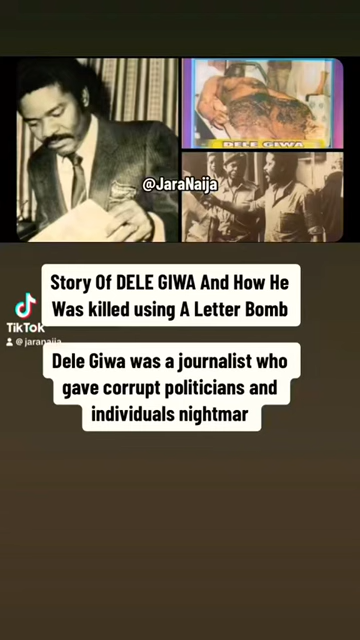 DELE GIWA
@JaraNaija
Story Of DELE GIWA And How He
Was killed using A Letter Bomb
TikTok
@jaranaija
Dele Giwa was a journalist who
gave corrupt politicians and
individuals nightmar